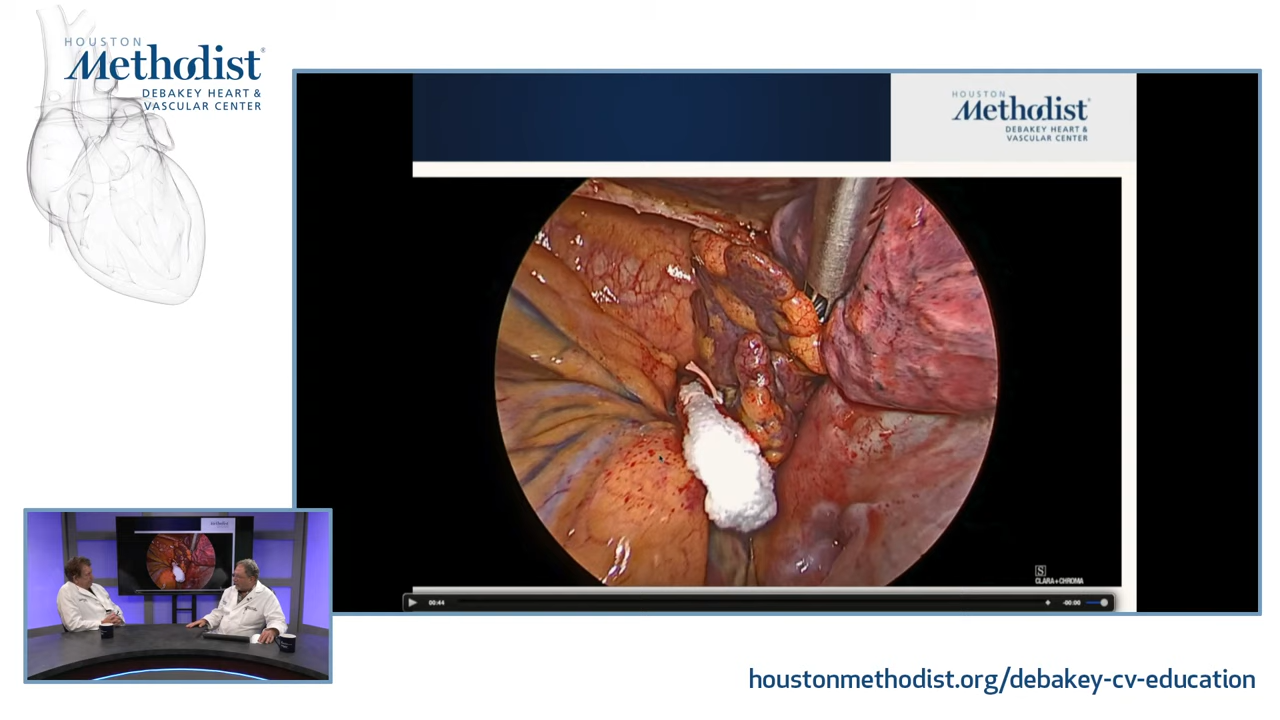 HOUSTON
Methodist®
DEBAKEY HEART &
VASCULAR CENTER
HOUSTON
Methodist®
DEBAKEY HEART &
VASCULAR CENTER
S
CLARA+CHROMA
00:44
-00:00
houstonmethodist.org/debakey-cv-education